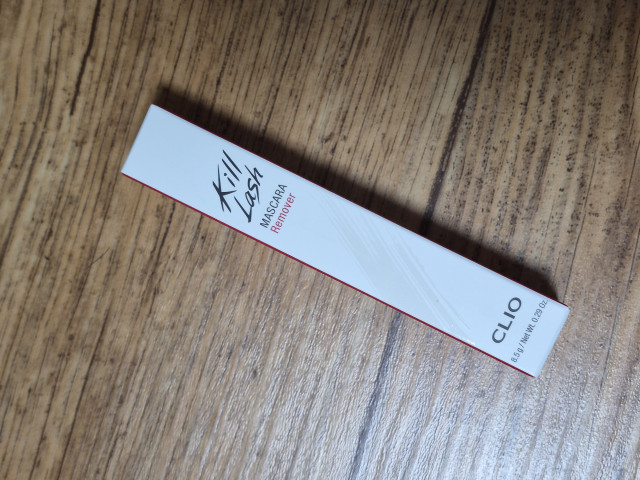 Kill
Lash
MASCARA
Remover
CLIO
8.5 g / Net Wt. 0.29 Oz.